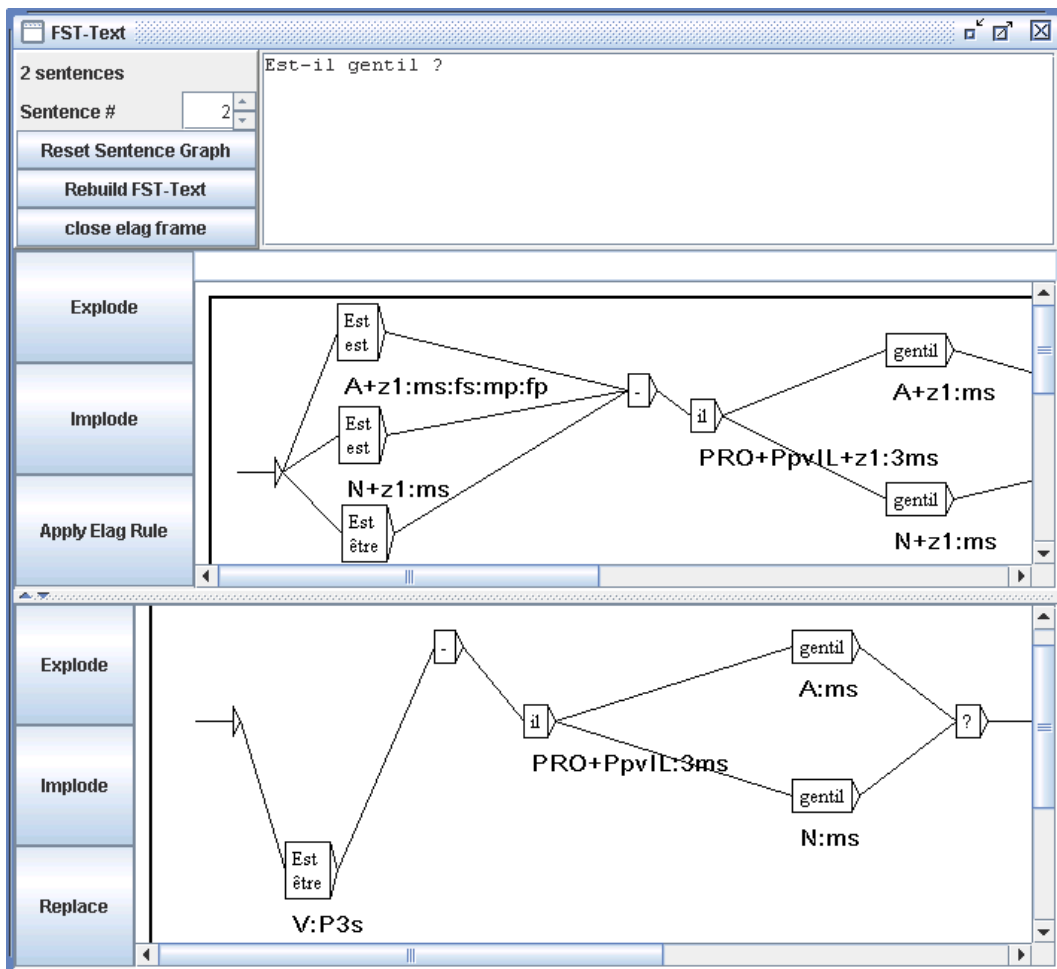 FST-Text
2 sentences
Sentence # 2
Reset Sentence Graph
Rebuild FST-Text
close elag frame
Est-il gentil ?
Explode
Implode
Apply Elag Rule
Est
est
A+z1:ms:fs:mp:fp
Est
est
N+z1:ms
Est
être
-
il
PRO+PpvIL+z1:3ms
gentil
A+z1:ms
gentil
N+z1:ms
Explode
Implode
Replace
Est
être
V:P3s
-
il
PRO+PpvIL:3ms
gentil
A:ms
gentil
N:ms
?